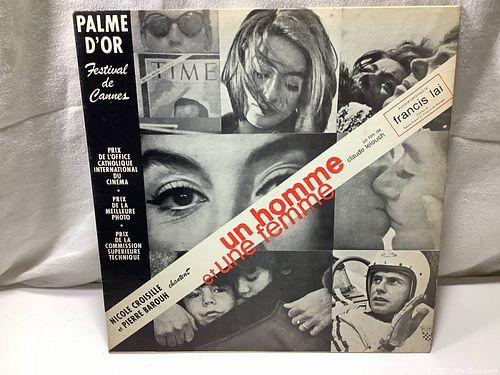 PALME
D'OR
Festival
de
Cannes
PRIX
DE L'OFFICE
CATHOLIQUE
INTERNATIONAL
DU
CINÉMA
PRIX
DE LA
MEILLEURE
PHOTO
PRIX
DE LA
COMMISSION
SUPERIEURE
TECHNIQUE
TIME
francis lai
un film de
claude lelouch
un homme
et une femme
NICOLE CROISILLE
et PIERRE BAROUH
chantent